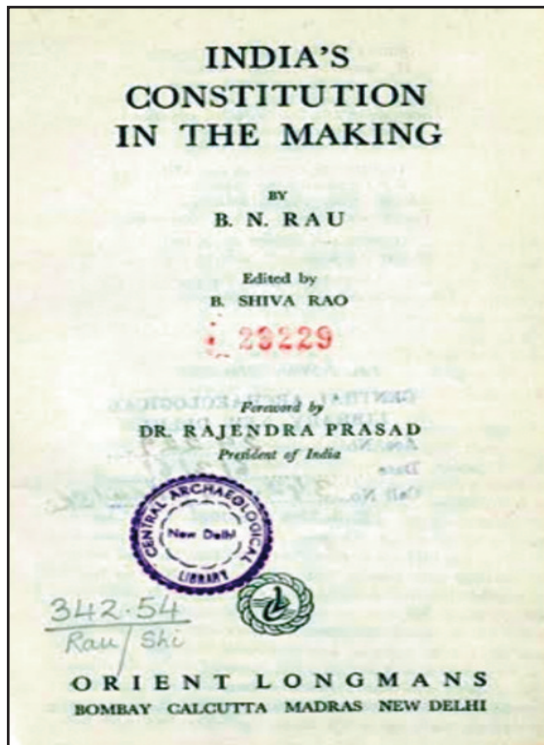 INDIA'S
CONSTITUTION
IN THE MAKING
BY
B. N. RAU
Edited by
B. SHIVA RAO
29229
Foreword by
DR. RAJENDRA PRASAD
President of India
CENTRAL ARCHAEOLOGICAL
New Delhi
LIBRARY
342.54
Rau/Shi
ORIENT LONGMANS
BOMBAY CALCUTTA MADRAS NEW DELHI